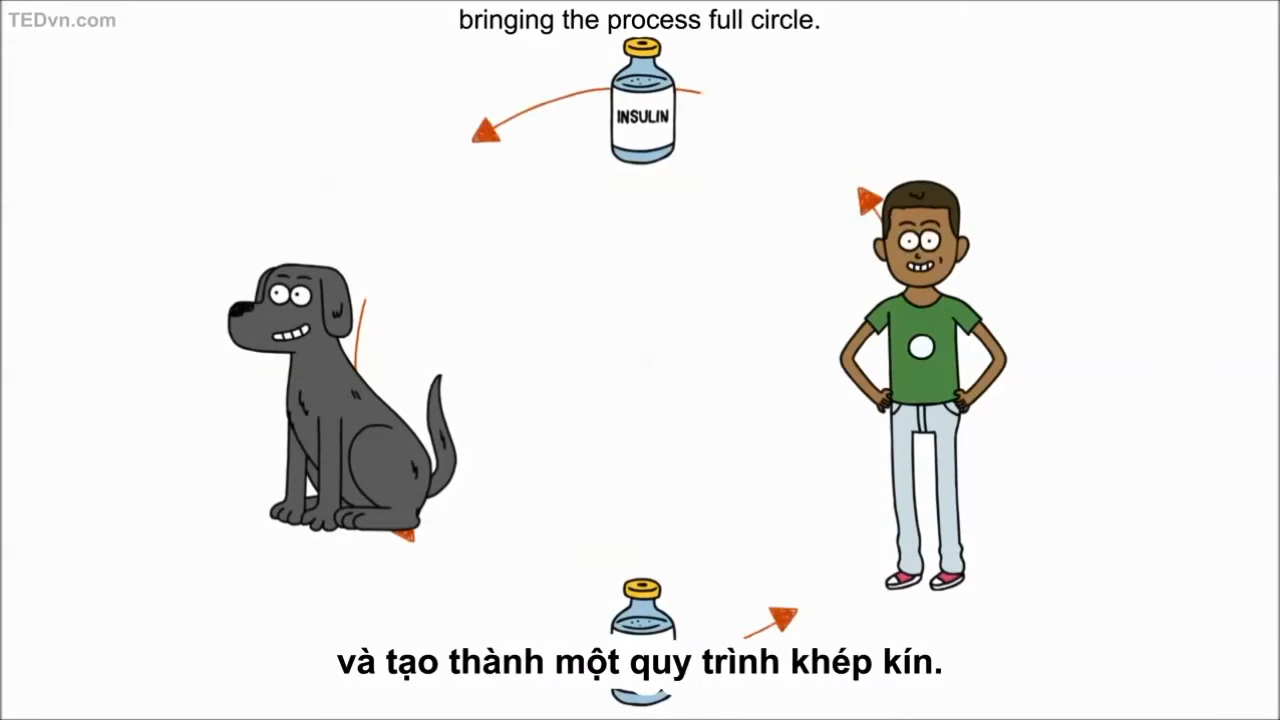 TEDvn.com
bringing the process full circle.
INSULIN
và tạo thành một quy trình khép kín.